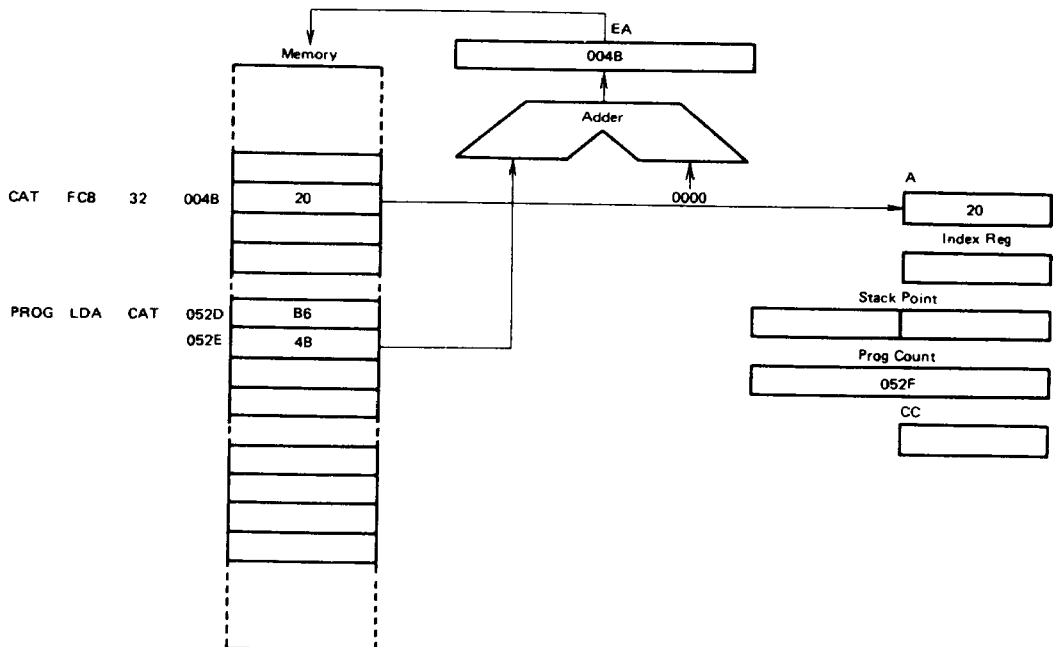 EA
004B
Memory
Adder
CAT FCB 32 004B 20
0000
A
20
Index Reg
Stack Point
PROG LDA CAT 052D B6
052E 4B
Prog Count
052F
CC